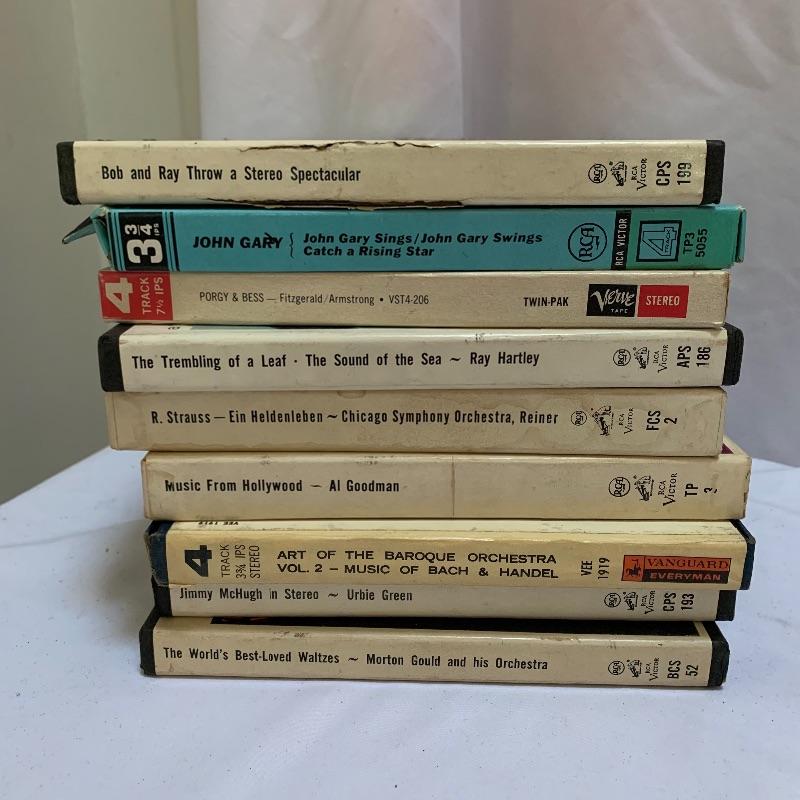 Bob and Ray Throw a Stereo Spectacular
RCA
RCA VICTOR
CPS 199
3 3/4 IPS
JOHN GARY { John Gary Sings/John Gary Swings
Catch a Rising Star
RCA
RCA VICTOR
4 TRACK
TP3 5055
4 TRACK 7½ IPS
PORGY & BESS — Fitzgerald/Armstrong • VST4-206
TWIN-PAK
Verve TAPE
STEREO
The Trembling of a Leaf · The Sound of the Sea ~ Ray Hartley
RCA
RCA VICTOR
APS 186
R. Strauss — Ein Heldenleben ~ Chicago Symphony Orchestra, Reiner
RCA
RCA VICTOR
FCS 2
Music From Hollywood ~ Al Goodman
RCA
RCA VICTOR
TP 3
4 TRACK 3¾ IPS STEREO
ART OF THE BAROQUE ORCHESTRA
VOL. 2 - MUSIC OF BACH & HANDEL
VEE 1919
VANGUARD
EVERYMAN
Jimmy McHugh in Stereo ~ Urbie Green
RCA
RCA VICTOR
CPS 193
The World's Best-Loved Waltzes ~ Morton Gould and his Orchestra
RCA
RCA VICTOR
BCS 52